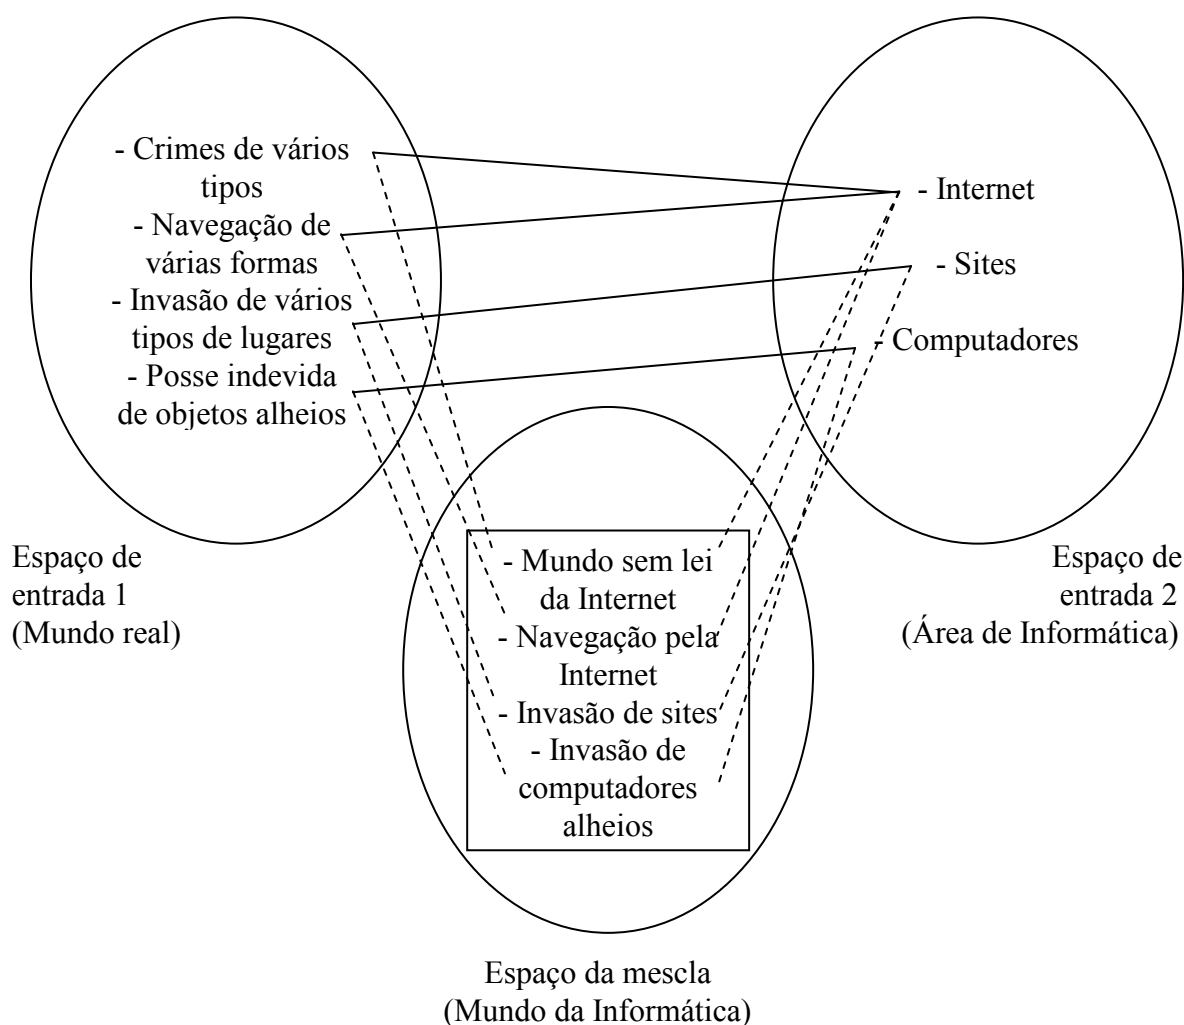 - Crimes de vários
tipos
- Navegação de
várias formas
- Invasão de vários
tipos de lugares
- Posse indevida
de objetos alheios
- Internet
- Sites
- Computadores
Espaço de
entrada 1
(Mundo real)
Espaço de
entrada 2
(Área de Informática)
- Mundo sem lei
da Internet
- Navegação pela
Internet
- Invasão de sites
- Invasão de
computadores
alheios
Espaço da mescla
(Mundo da Informática)